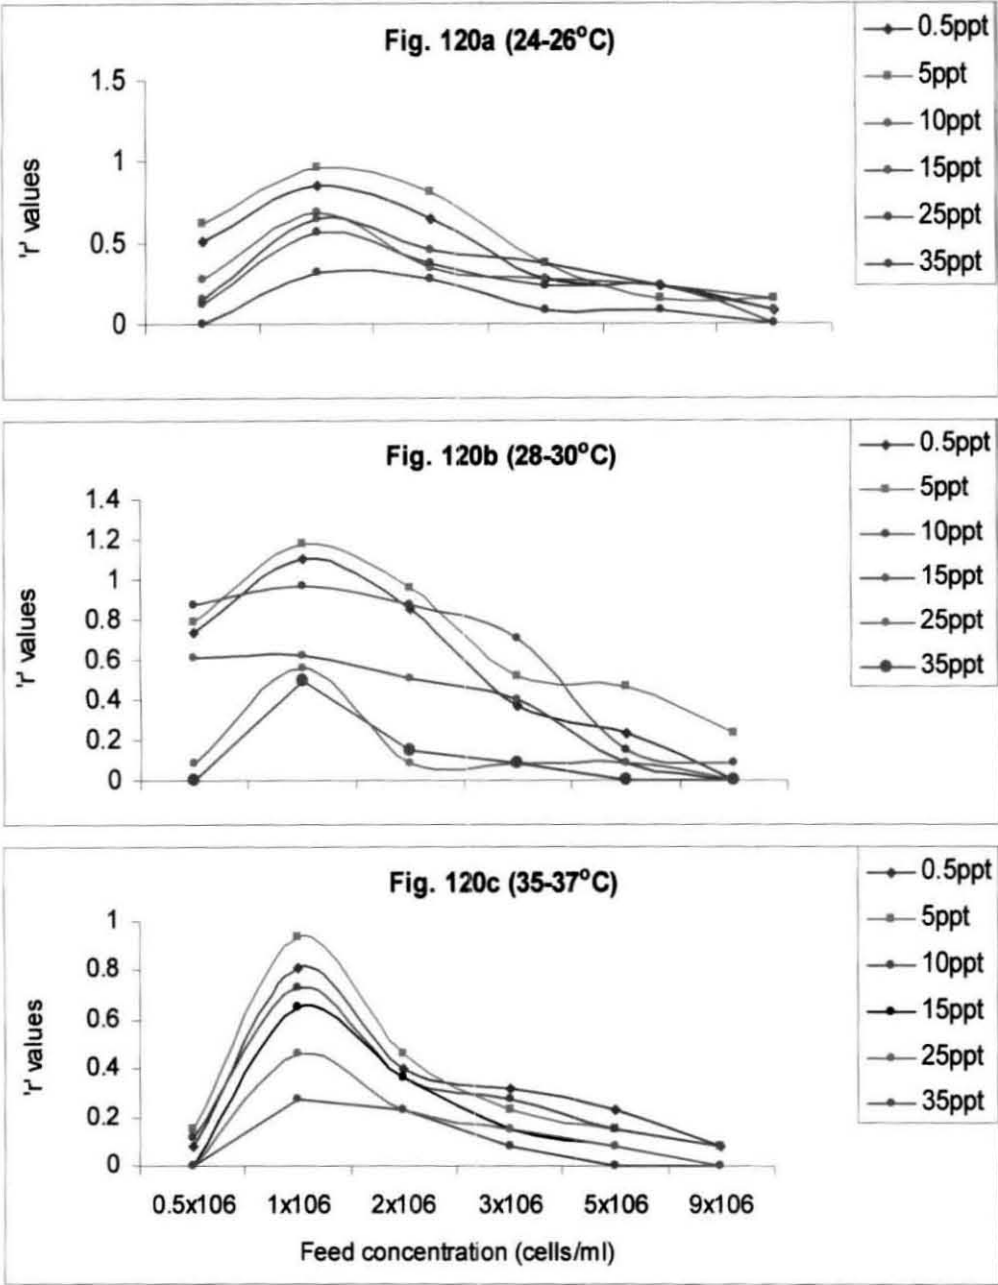 Fig. 120a (24-26°C)
1.5
1
0.5
0
'r' values
0.5ppt
5ppt
10ppt
15ppt
25ppt
35ppt
Fig. 120b (28-30°C)
1.4
1.2
1
0.8
0.6
0.4
0.2
0
'r' values
0.5ppt
5ppt
10ppt
15ppt
25ppt
35ppt
Fig. 120c (35-37°C)
1
0.8
0.6
0.4
0.2
0
'r' values
0.5x106 1x106 2x106 3x106 5x106 9x106
Feed concentration (cells/ml)
0.5ppt
5ppt
10ppt
15ppt
25ppt
35ppt